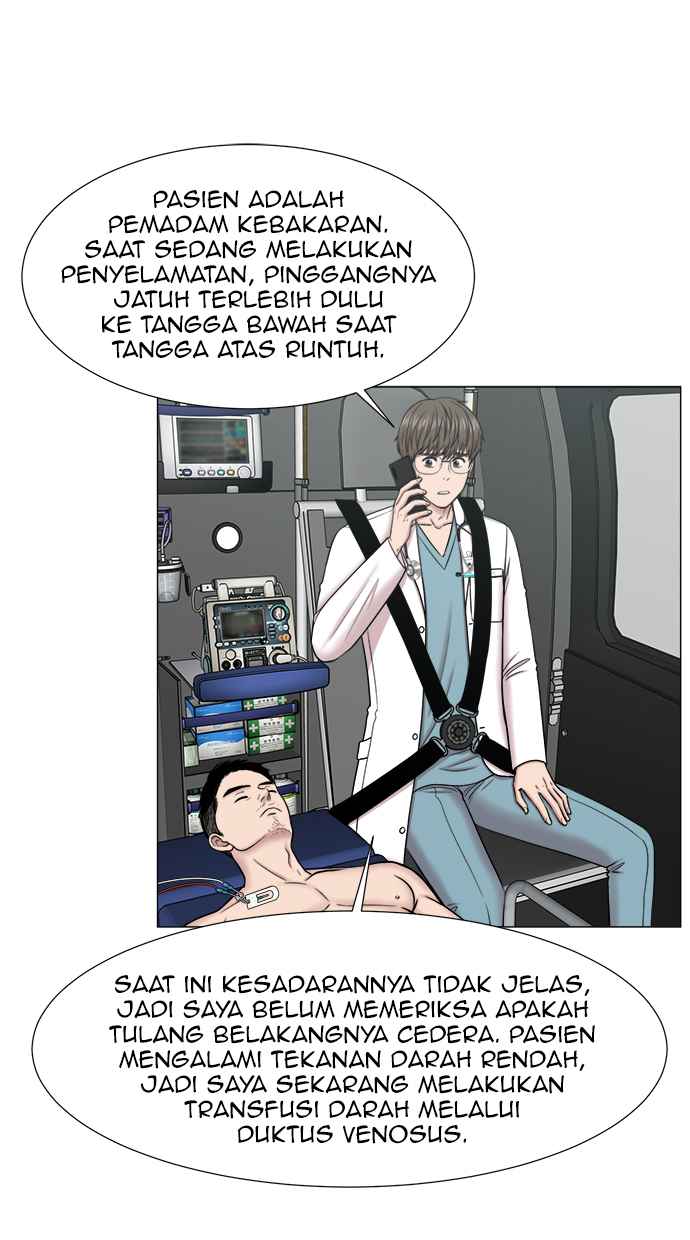 PASIEN ADALAH
PEMADAM KEBAKARAN.
SAAT SEDANG MELAKUKAN
PENYELAMATAN, PINGGANGNYA
JATUH TERLEBIH DULU
KE TANGGA BAWAH SAAT
TANGGA ATAS RUNTUH.
SAAT INI KESADARANNYA TIDAK JELAS,
JADI SAYA BELUM MEMERIKSA APAKAH
TULANG BELAKANGNYA CEDERA. PASIEN
MENGALAMI TEKANAN DARAH RENDAH,
JADI SAYA SEKARANG MELAKUKAN
TRANSFUSI DARAH MELALUI
DUKTUS VENOSUS.